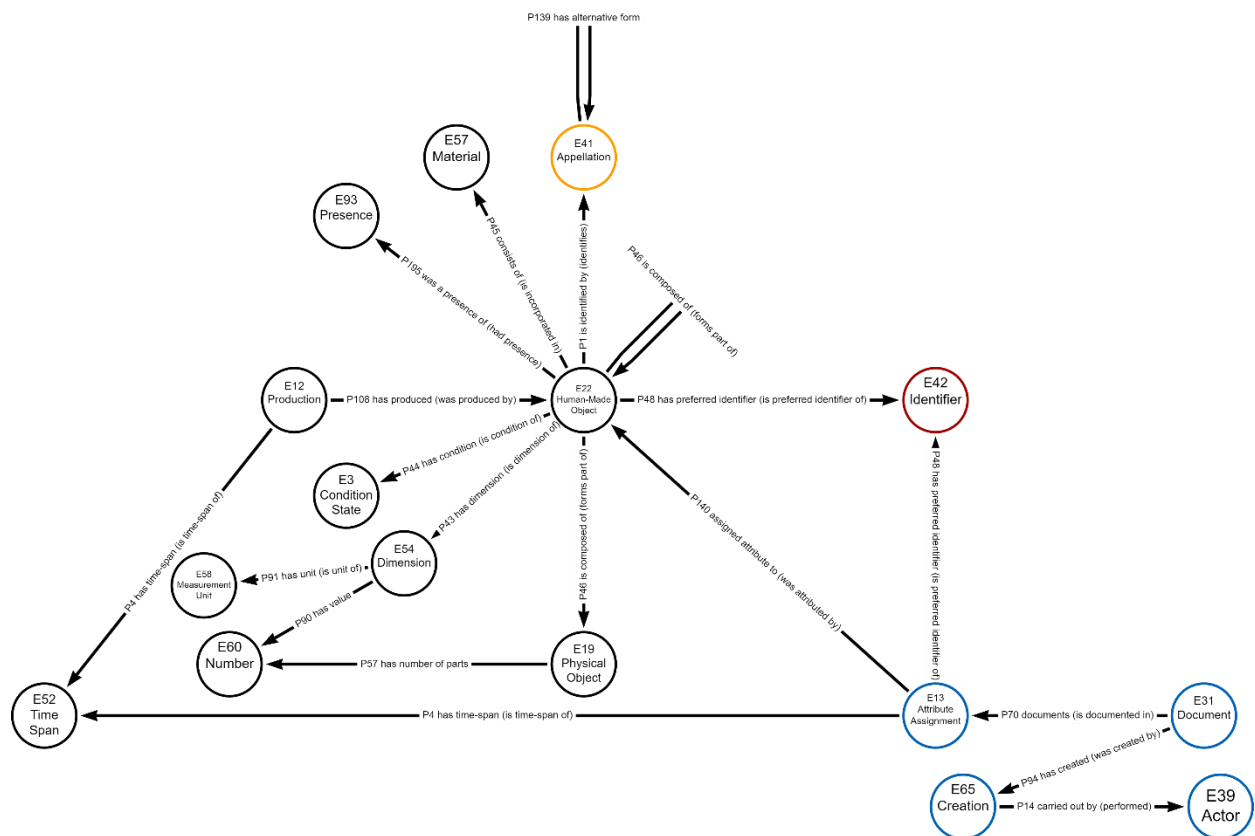 P139 has alternative form
E57
Material
E41
Appellation
E93
Presence
P45 consists of (is incorporated in)
P1 is identified by (identifies)
P46 is composed of (forms part of)
P195 was a presence of (had presence)
E12
Production
P108 has produced (was produced by)
E22
Human-Made
Object
P48 has preferred identifier (is preferred identifier of)
E42
Identifier
P44 has condition (is condition of)
E3
Condition
State
P43 has dimension (is dimension of)
P46 is composed of (forms part of)
P140 assigned attribute to (was attributed by)
P48 has preferred identifier (is preferred identifier of)
P4 has time-span (is time-span of)
E54
Dimension
P91 has unit (is unit of)
E58
Measurement
Unit
P90 has value
E60
Number
P57 has number of parts
E19
Physical
Object
E52
Time
Span
P4 has time-span (is time-span of)
E13
Attribute
Assignment
P70 documents (is documented in)
E31
Document
P94 has created (was created by)
E65
Creation
P14 carried out by (performed)
E39
Actor